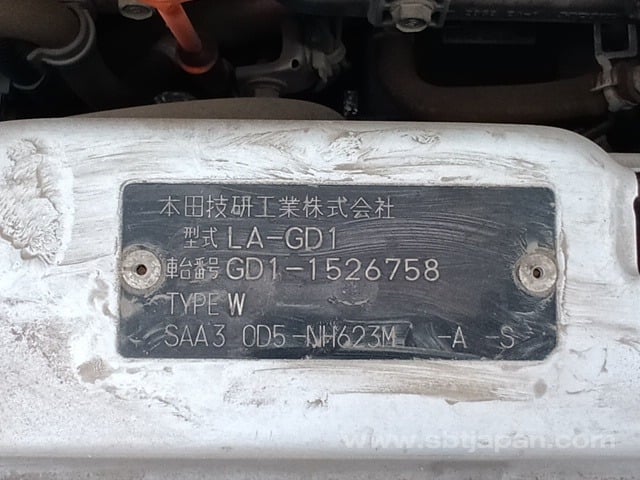 本田技研工業株式会社
型式 LA-GD1
車台番号 GD1-1526758
TYPE W
SAA3 0D5-NH623M -A -S
www.sbtjapan.com